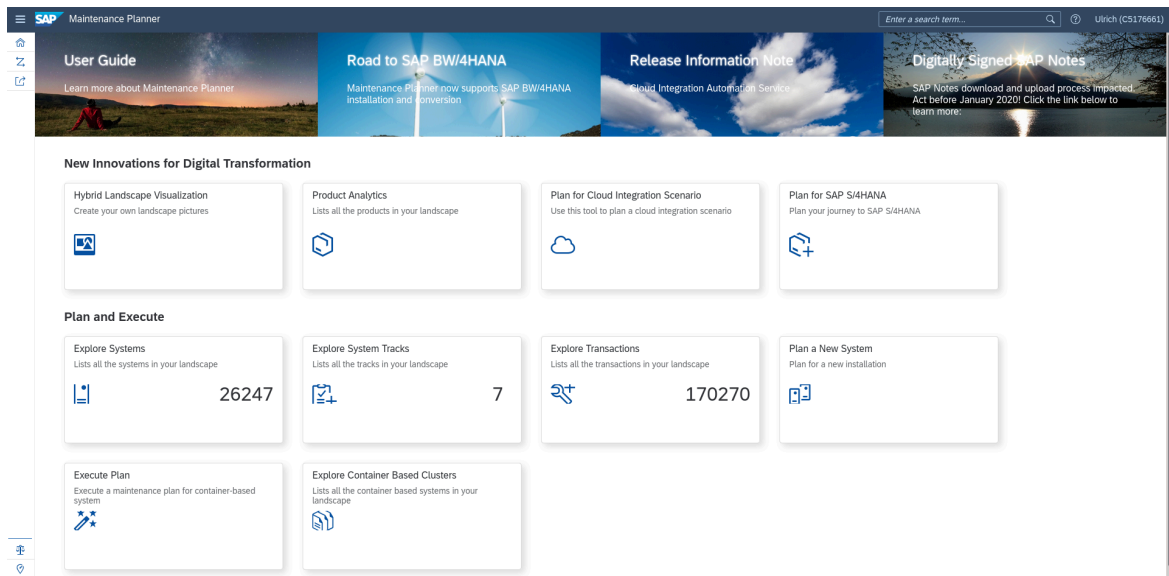 SAP Maintenance Planner
Enter a search term...
Ulrich (C5176661)
User Guide
Learn more about Maintenance Planner
Road to SAP BW/4HANA
Maintenance Planner now supports SAP BW/4HANA
installation and conversion
Release Information Note
Cloud Integration Automation Service
Digitally Signed SAP Notes
SAP Notes download and upload process impacted.
Act before January 2020! Click the link below to
learn more:
New Innovations for Digital Transformation
Hybrid Landscape Visualization
Create your own landscape pictures
Product Analytics
Lists all the products in your landscape
Plan for Cloud Integration Scenario
Use this tool to plan a cloud integration scenario
Plan for SAP S/4HANA
Plan your journey to SAP S/4HANA
Plan and Execute
Explore Systems
Lists all the systems in your landscape
26247
Explore System Tracks
Lists all the tracks in your landscape
7
Explore Transactions
Lists all the transactions in your landscape
170270
Plan a New System
Plan for a new installation
Execute Plan
Execute a maintenance plan for container-based
system
Explore Container Based Clusters
Lists all the container based systems in your
landscape